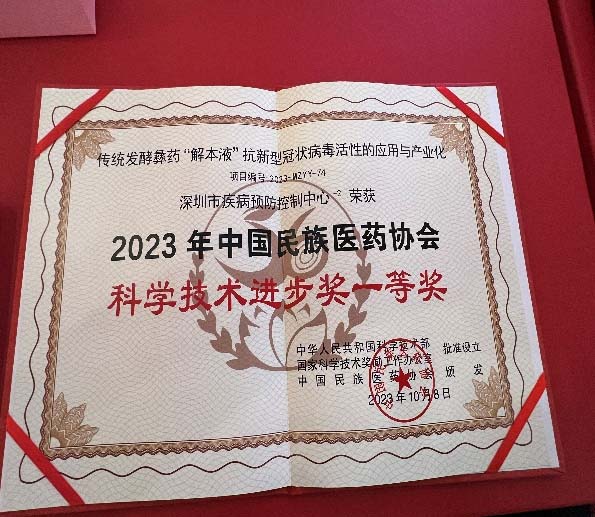 传统发酵彝药“解本液”抗新型冠状病毒活性的应用与产业化
项目编号:2023-MZYY-74
深圳市疾病预防控制中心 荣获
2023 年中国民族医药协会
科学技术进步奖一等奖
中华人民共和国科学技术部
国家科学技术奖励工作办公室 批准设立
中国民族医药协会 颁发
2023年10月8日